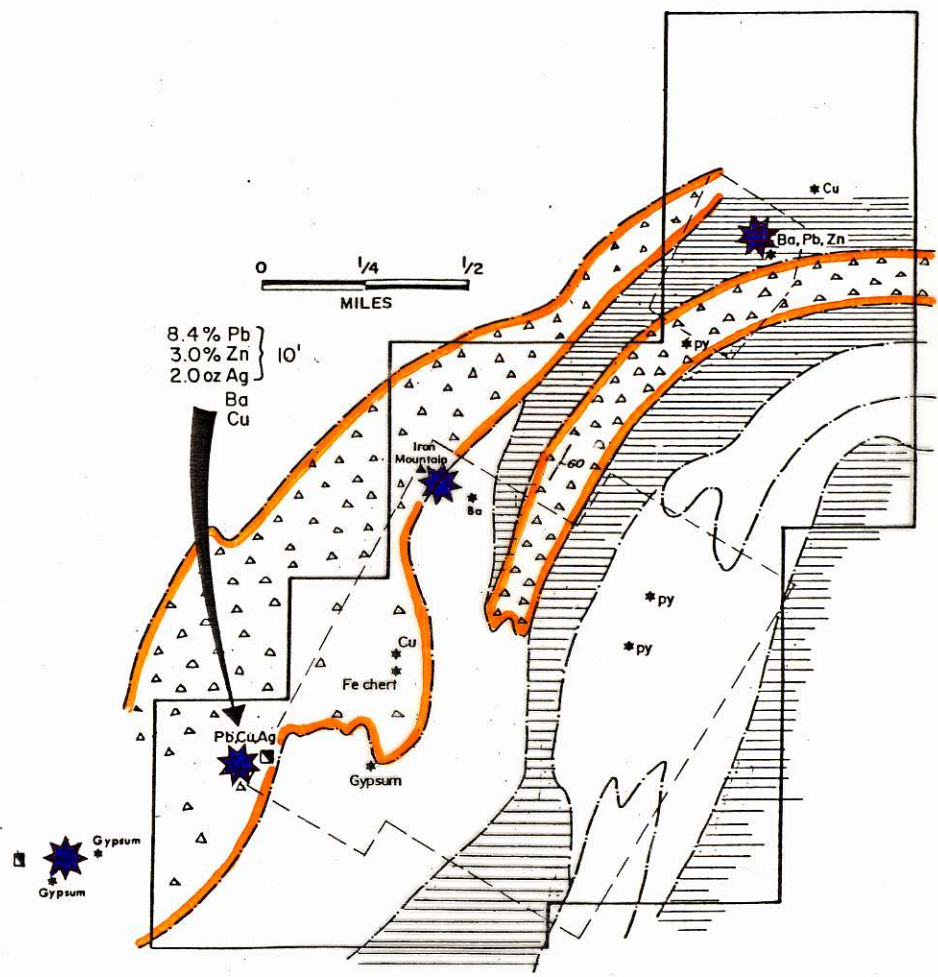 Cu
Ba, Pb, Zn
0 1/4 1/2
MILES
8.4% Pb
3.0% Zn
2.0 oz Ag
10'
Ba
Cu
py
Iron
Mountain
60
Ba
py
Cu
py
Fe chert
Pb,Cu,Ag
Gypsum
Gypsum
Gypsum